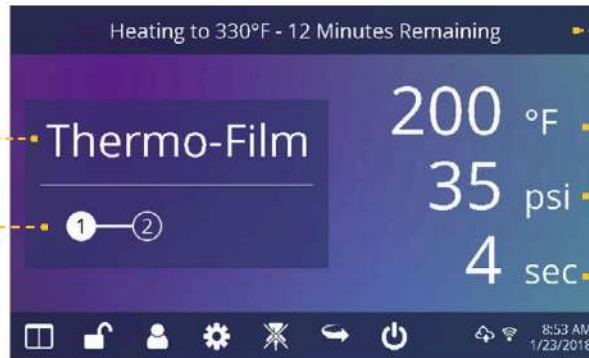 Heating to 330°F - 12 Minutes Remaining
Thermo-Film
1 2
200 °F
35 psi
4 sec
8:53 AM
1/23/2018